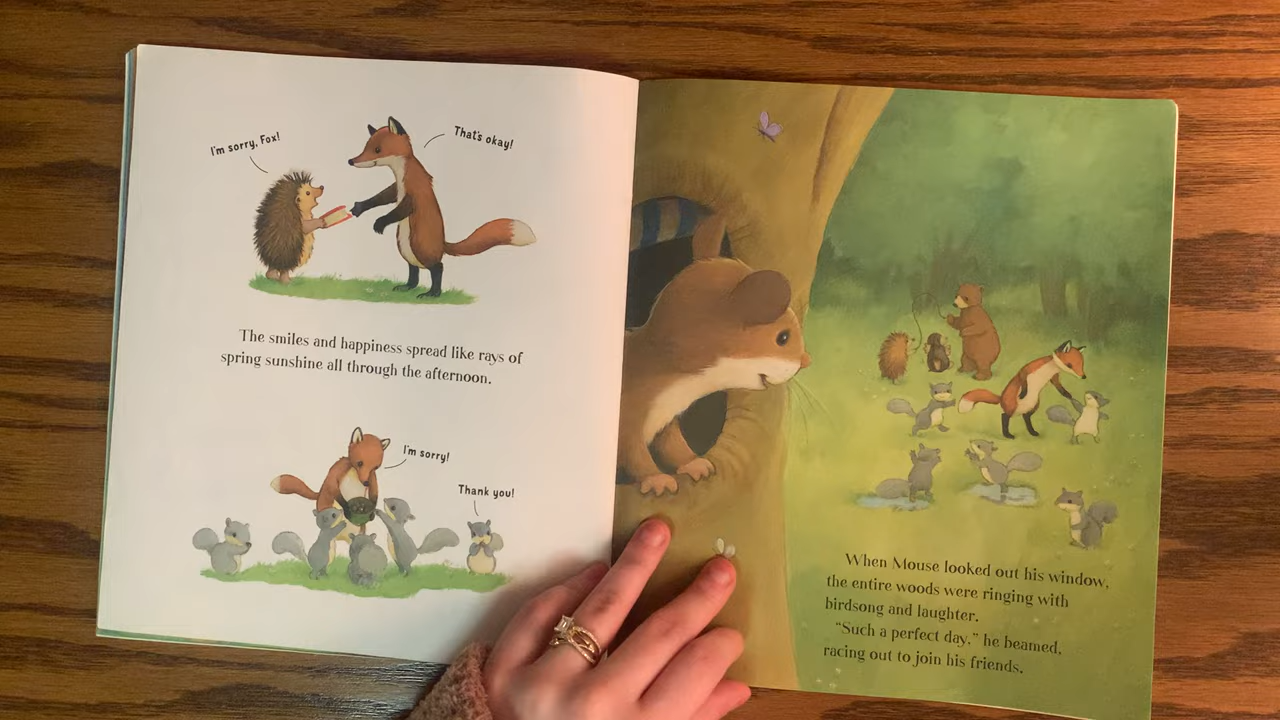 I'm sorry, Fox!
That's okay!
The smiles and happiness spread like rays of
spring sunshine all through the afternoon.
I'm sorry!
Thank you!
When Mouse looked out his window,
the entire woods were ringing with
birdsong and laughter.
"Such a perfect day," he beamed,
racing out to join his friends.